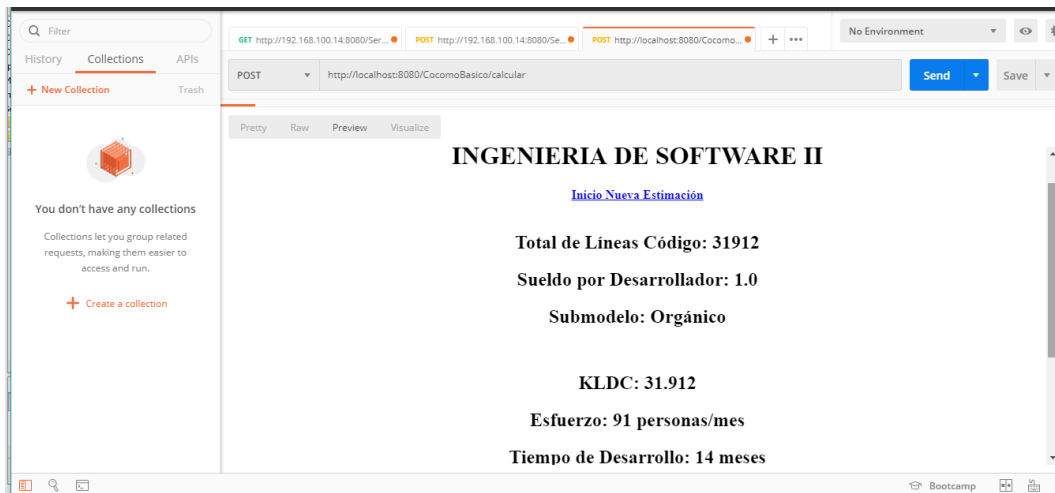 Filter
History Collections APIs
+ New Collection Trash
You don't have any collections
Collections let you group related
requests, making them easier to
access and run.
+ Create a collection
GET http://192.168.100.14:8080/Ser... POST http://192.168.100.14:8080/Se... POST http://localhost:8080/Cocomo... + ...
No Environment
POST http://localhost:8080/CocomoBasico/calcular Send Save
Pretty Raw Preview Visualize
INGENIERIA DE SOFTWARE II
Inicio Nueva Estimación
Total de Líneas Código: 31912
Sueldo por Desarrollador: 1.0
Submodelo: Orgánico
KLDC: 31.912
Esfuerzo: 91 personas/mes
Tiempo de Desarrollo: 14 meses
Bootcamp